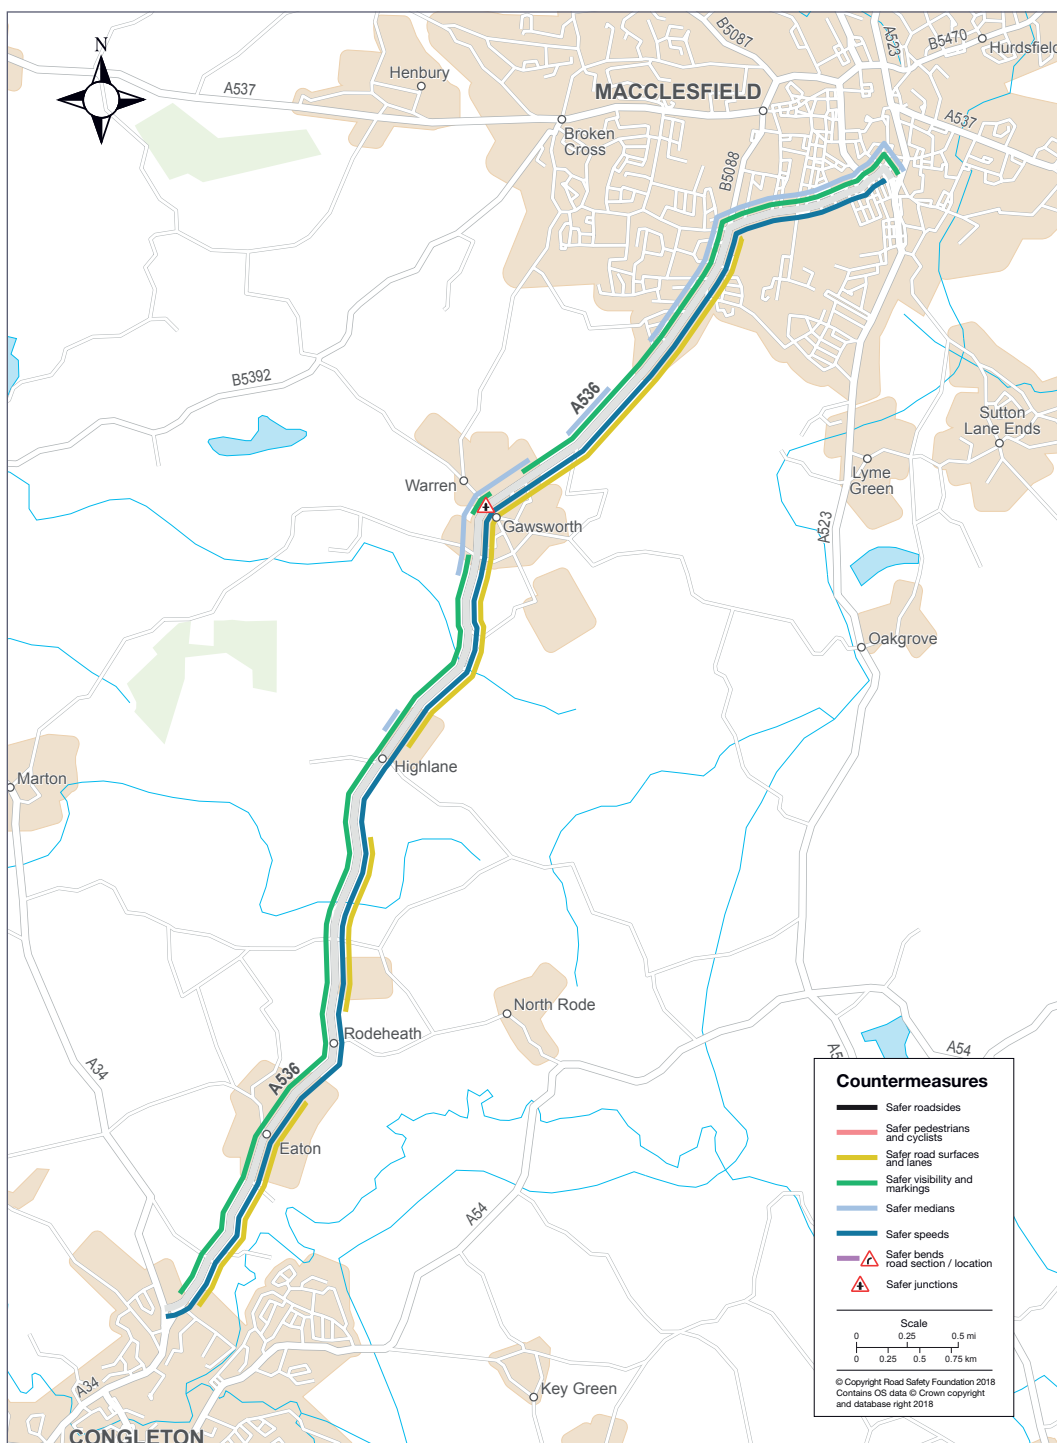 N
B5087
A523
B5470
Hurdsfield
Henbury
A537
MACCLESFIELD
A537
Broken
Cross
B5088
B5392
A536
Sutton
Lane Ends
Warren
Lyme
Green
Gawsworth
A523
Oakgrove
Marton
Highlane
North Rode
Rodeheath
A34
A536
A54
Eaton
A54
A34
Key Green
CONGLETON
Countermeasures
Safer roadsides
Safer pedestrians
and cyclists
Safer road surfaces
and lanes
Safer visibility and
markings
Safer medians
Safer speeds
Safer bends
road section / location
Safer junctions
Scale
0 0.25 0.5 mi
0 0.25 0.5 0.75 km
© Copyright Road Safety Foundation 2018
Contains OS data © Crown copyright
and database right 2018